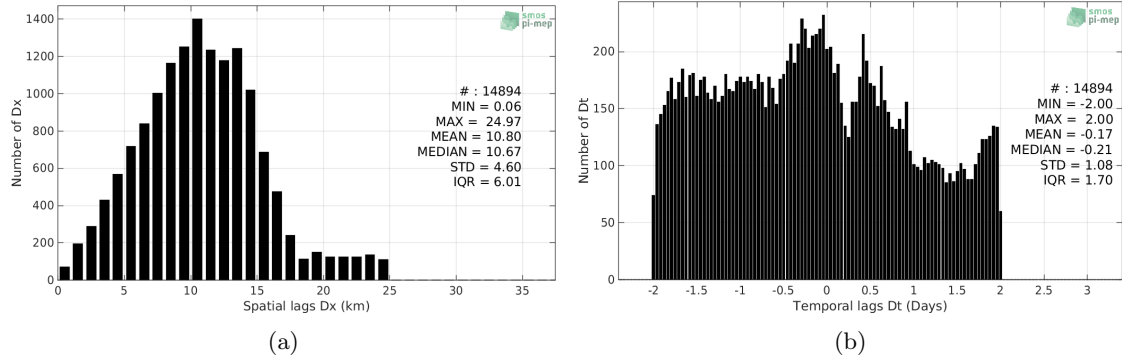 smos
pi-mep
1400
1200
1000
800
600
400
200
0
Number of Dx
# : 14894
MIN = 0.06
MAX = 24.97
MEAN = 10.80
MEDIAN = 10.67
STD = 4.60
IQR = 6.01
0 5 10 15 20 25 30 35
Spatial lags Dx (km)
(a)
smos
pi-mep
200
150
100
50
0
Number of Dt
# : 14894
MIN = -2.00
MAX = 2.00
MEAN = -0.17
MEDIAN = -0.21
STD = 1.08
IQR = 1.70
-2 -1.5 -1 -0.5 0 0.5 1 1.5 2 2.5 3
Temporal lags Dt (Days)
(b)